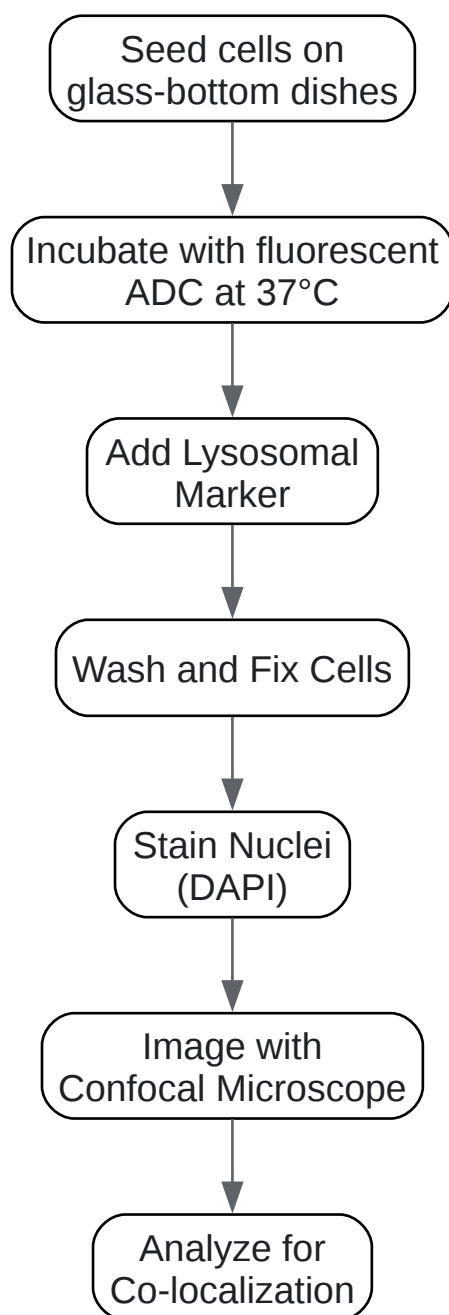 Seed cells on
glass-bottom dishes
Incubate with fluorescent
ADC at 37°C
Add Lysosomal
Marker
Wash and Fix Cells
Stain Nuclei
(DAPI)
Image with
Confocal Microscope
Analyze for
Co-localization